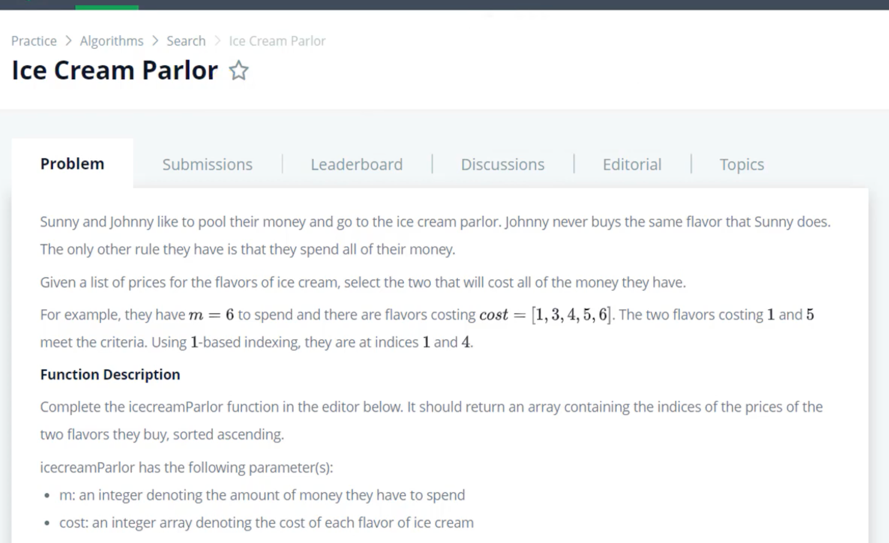 Practice > Algorithms > Search > Ice Cream Parlor
Ice Cream Parlor ☆
Problem Submissions | Leaderboard | Discussions | Editorial | Topics
Sunny and Johnny like to pool their money and go to the ice cream parlor. Johnny never buys the same flavor that Sunny does.
The only other rule they have is that they spend all of their money.
Given a list of prices for the flavors of ice cream, select the two that will cost all of the money they have.
For example, they have m = 6 to spend and there are flavors costing cost = [1, 3, 4, 5, 6]. The two flavors costing 1 and 5
meet the criteria. Using 1-based indexing, they are at indices 1 and 4.
Function Description
Complete the icecreamParlor function in the editor below. It should return an array containing the indices of the prices of the
two flavors they buy, sorted ascending.
icecreamParlor has the following parameter(s):
• m: an integer denoting the amount of money they have to spend
• cost: an integer array denoting the cost of each flavor of ice cream